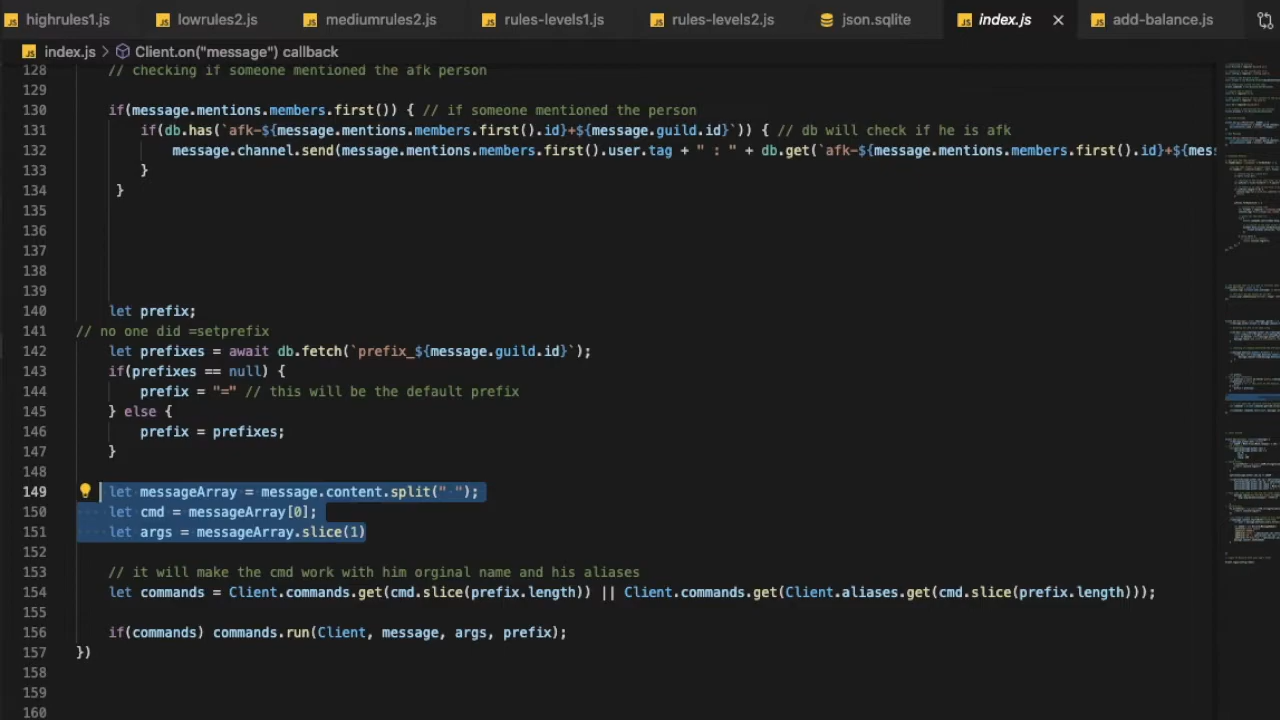 highrules1.js lowrules2.js mediumrules2.js rules-levels1.js rules-levels2.js json.sqlite index.js add-balance.js
index.js > Client.on("message") callback
128 // checking if someone mentioned the afk person
129
130 if(message.mentions.members.first()) { // if someone mentioned the person
131 if(db.has(`afk-${message.mentions.members.first().id}+${message.guild.id}`)) { // db will check if he is afk
132 message.channel.send(message.mentions.members.first().user.tag + " : " + db.get(`afk-${message.mentions.members.first().id}+${mess
133 }
134 }
135
136
137
138
139
140 let prefix;
141 // no one did =setprefix
142 let prefixes = await db.fetch(`prefix_${message.guild.id}`);
143 if(prefixes == null) {
144 prefix = "=" // this will be the default prefix
145 } else {
146 prefix = prefixes;
147 }
148
149 let messageArray = message.content.split(" ");
150 let cmd = messageArray[0];
151 let args = messageArray.slice(1)
152
153 // it will make the cmd work with him orginal name and his aliases
154 let commands = Client.commands.get(cmd.slice(prefix.length)) || Client.commands.get(Client.aliases.get(cmd.slice(prefix.length)));
155
156 if(commands) commands.run(Client, message, args, prefix);
157 })
158
159
160